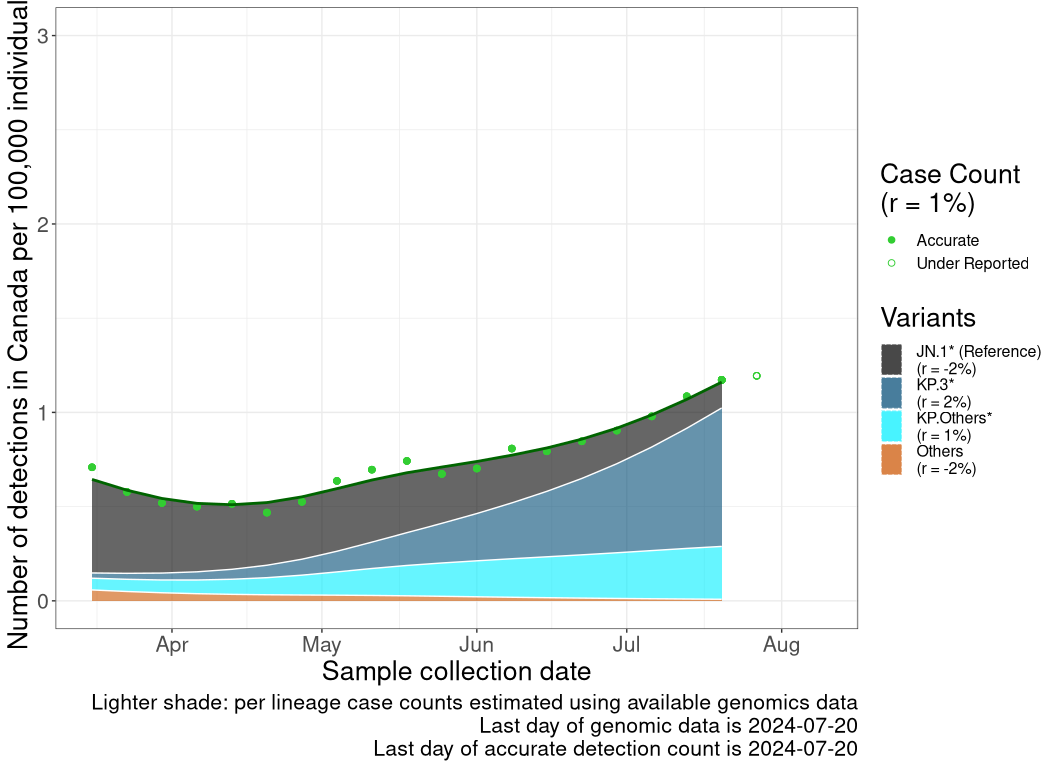 Number of detections in Canada per 100,000 individual
3
2
1
0
Apr
May
Jun
Jul
Aug
Sample collection date
Lighter shade: per lineage case counts estimated using available genomics data
Last day of genomic data is 2024-07-20
Last day of accurate detection count is 2024-07-20
Case Count
(r = 1%)
Accurate
Under Reported
Variants
JN.1* (Reference)
(r = -2%)
KP.3*
(r = 2%)
KP.Others*
(r = 1%)
Others
(r = -2%)